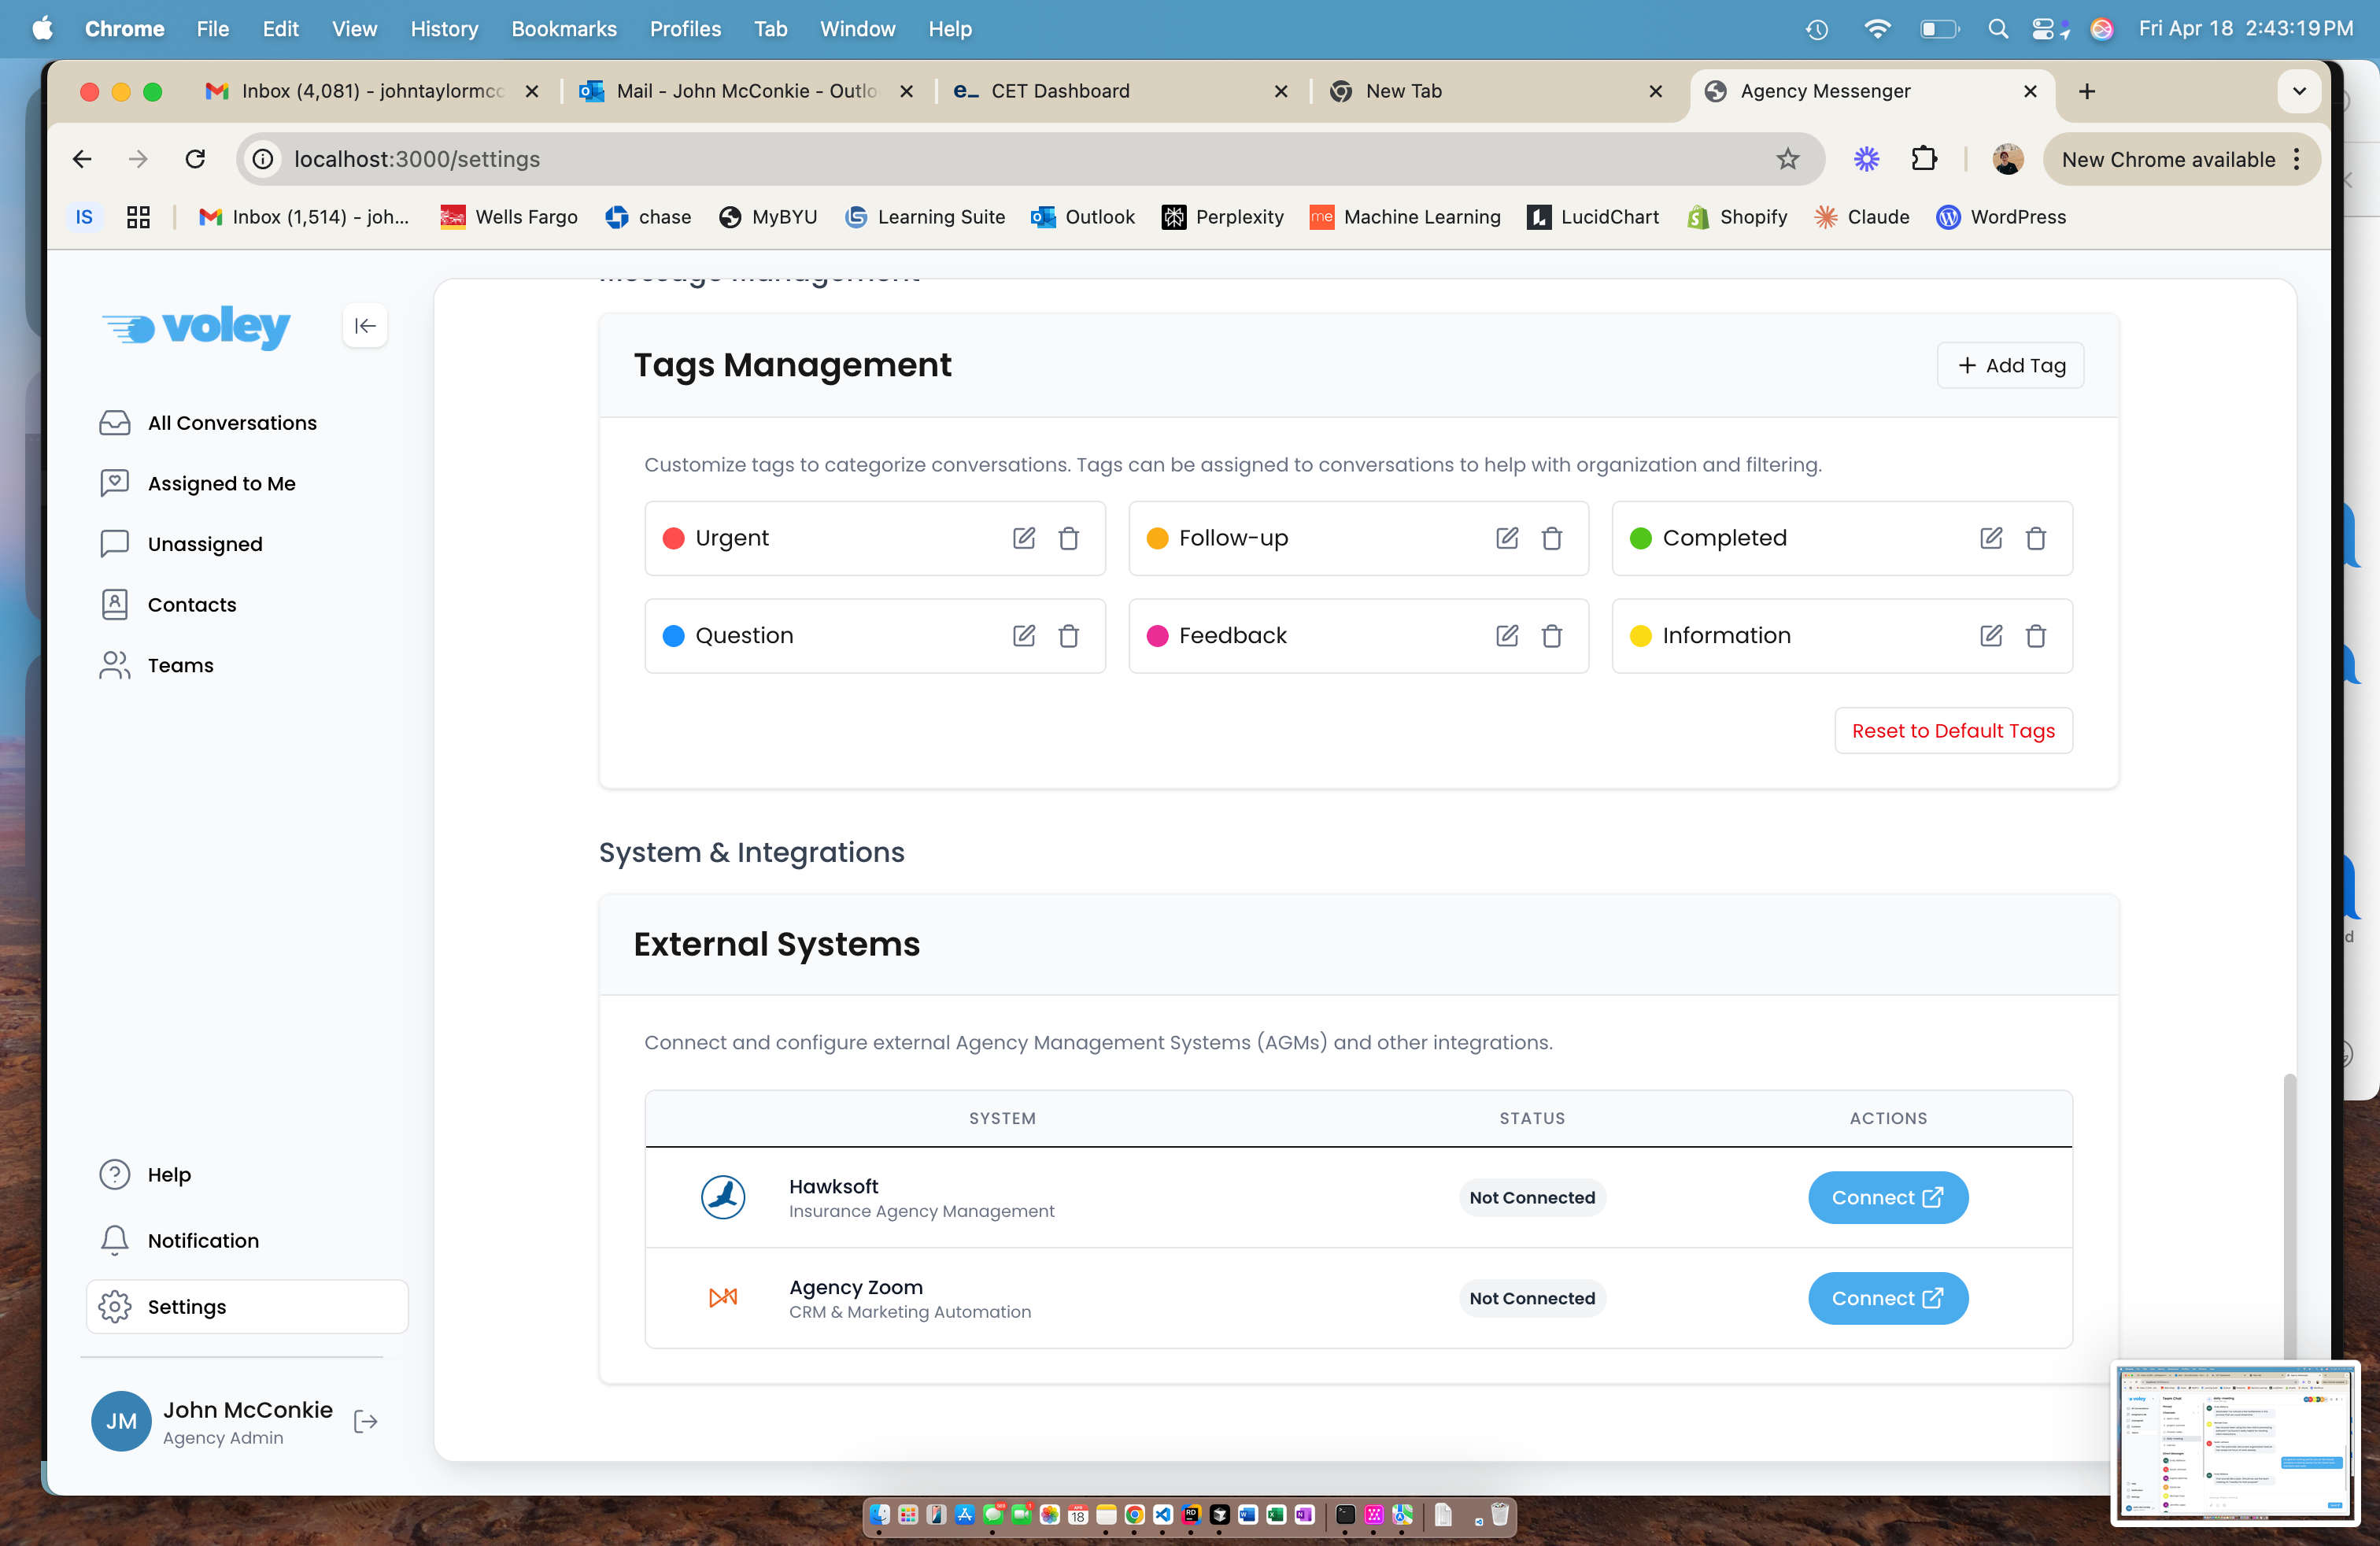 Chrome File Edit View History Bookmarks Profiles Tab Window Help Fri Apr 18 2:43:19 PM
Inbox (4,081) - johntaylormcc Mail - John McConkie - Outlo CET Dashboard New Tab Agency Messenger
localhost:3000/settings New Chrome available
IS Inbox (1,514) - joh... Wells Fargo chase MyBYU Learning Suite Outlook Perplexity me Machine Learning LucidChart Shopify Claude WordPress
voley
All Conversations
Assigned to Me
Unassigned
Contacts
Teams
Help
Notification
Settings
JM John McConkie
Agency Admin
Message Management
Tags Management
Add Tag
Customize tags to categorize conversations. Tags can be assigned to conversations to help with organization and filtering.
Urgent Follow-up Completed
Question Feedback Information
Reset to Default Tags
System & Integrations
External Systems
Connect and configure external Agency Management Systems (AGMs) and other integrations.
SYSTEM STATUS ACTIONS
Hawksoft
Insurance Agency Management
Not Connected Connect
Agency Zoom
CRM & Marketing Automation
Not Connected Connect